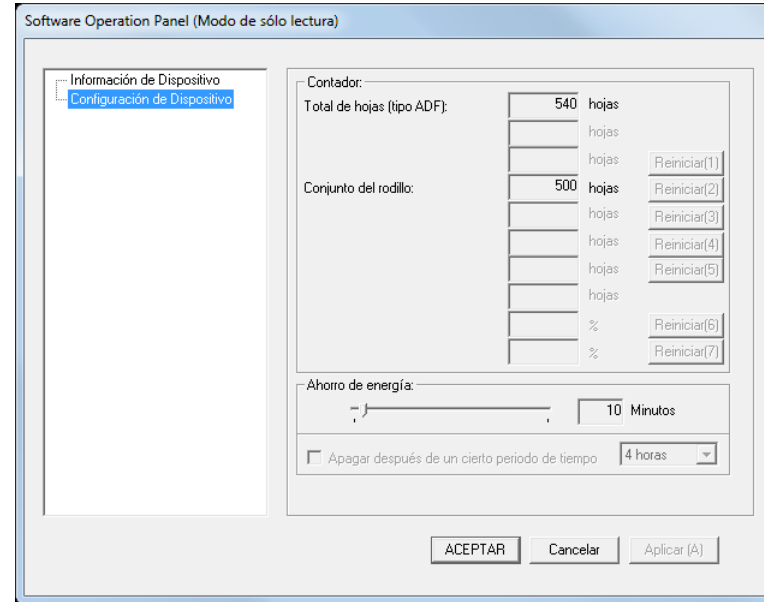 Software Operation Panel (Modo de sólo lectura)
Información de Dispositivo
Configuración de Dispositivo
Contador:
Total de hojas (tipo ADF): 540 hojas
hojas
hojas Reiniciar(1)
Conjunto del rodillo: 500 hojas Reiniciar(2)
hojas Reiniciar(3)
hojas Reiniciar(4)
hojas Reiniciar(5)
hojas
% Reiniciar(6)
% Reiniciar(7)
Ahorro de energía:
10 Minutos
Apagar después de un cierto periodo de tiempo 4 horas
ACEPTAR Cancelar Aplicar (A)